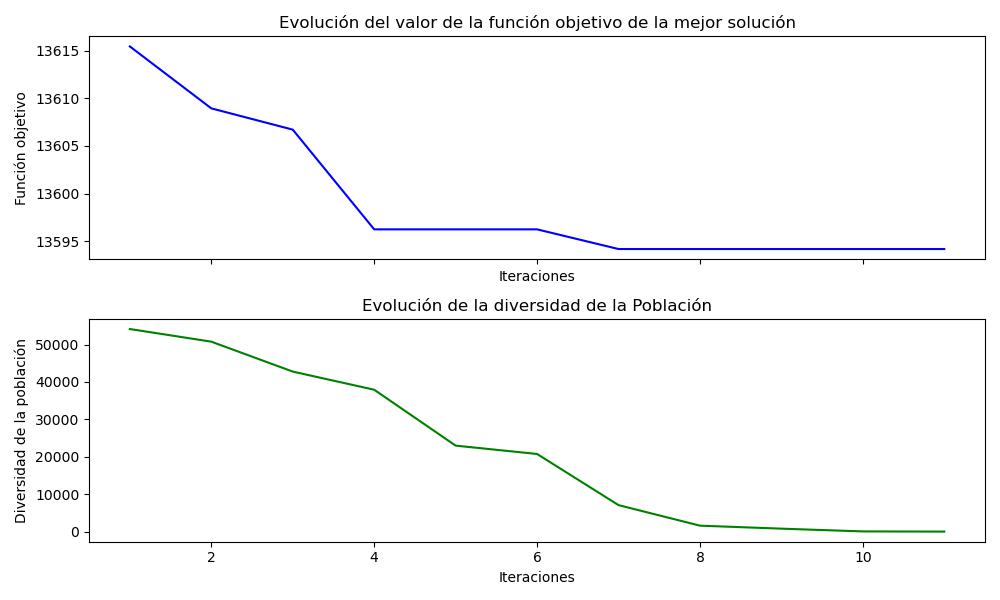 Evolución del valor de la función objetivo de la mejor solución
Función objetivo
13615
13610
13605
13600
13595
Iteraciones
Evolución de la diversidad de la Población
Diversidad de la población
50000
40000
30000
20000
10000
0
2 4 6 8 10
Iteraciones